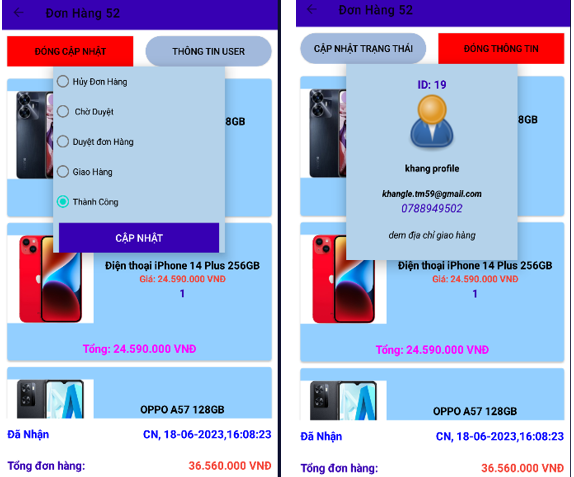 Đơn Hàng 52
ĐÓNG CẬP NHẬT
THÔNG TIN USER
Hủy Đơn Hàng
Chờ Duyệt
Duyệt đơn Hàng
Giao Hàng
Thành Công
CẬP NHẬT
8GB
Điện thoại iPhone 14 Plus 256GB
Giá: 24.590.000 VNĐ
1
Tổng: 24.590.000 VNĐ
OPPO A57 128GB
Đã Nhận
CN, 18-06-2023,16:08:23
Tổng đơn hàng:
36.560.000 VNĐ
Đơn Hàng 52
CẬP NHẬT TRẠNG THÁI
ĐÓNG THÔNG TIN
ID: 19
khang profile
khangle.tm59@gmail.com
0788949502
dem địa chỉ giao hàng
8GB
Điện thoại iPhone 14 Plus 256GB
Giá: 24.590.000 VNĐ
1
Tổng: 24.590.000 VNĐ
OPPO A57 128GB
Đã Nhận
CN, 18-06-2023,16:08:23
Tổng đơn hàng:
36.560.000 VNĐ